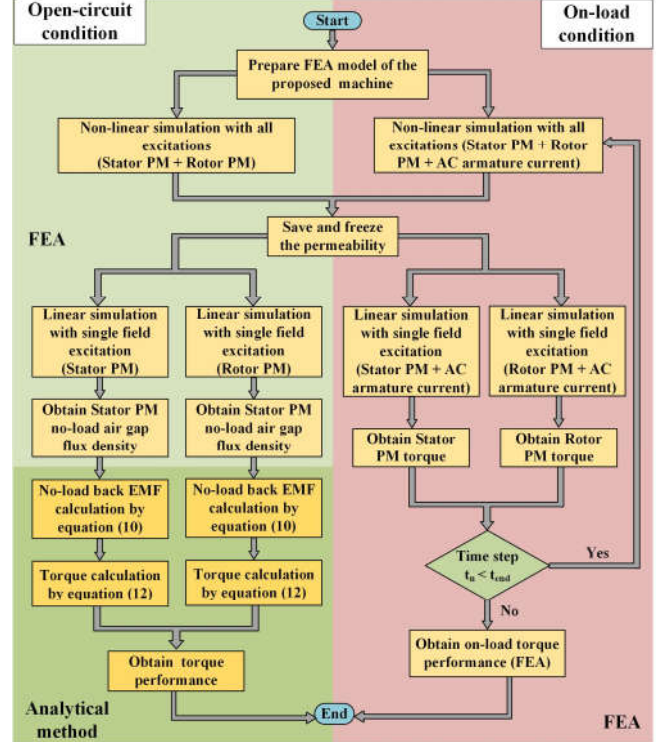 Open-circuit
condition
Start
On-load
condition
Prepare FEA model of the
proposed machine
Non-linear simulation with all
excitations
(Stator PM + Rotor PM)
Non-linear simulation with all
excitations (Stator PM + Rotor
PM + AC armature current)
FEA
Save and freeze
the permeability
Linear simulation
with single field
excitation
(Stator PM)
Linear simulation
with single field
excitation
(Rotor PM)
Linear simulation
with single field
excitation
(Stator PM + AC
armature current)
Linear simulation
with single field
excitation
(Rotor PM + AC
armature current)
Obtain Stator PM
no-load air gap
flux density
Obtain Stator PM
no-load air gap
flux density
Obtain Stator
PM torque
Obtain Rotor
PM torque
No-load back EMF
calculation by
equation (10)
No-load back EMF
calculation by
equation (10)
Time step
tn < tend
Yes
No
Torque calculation
by equation (12)
Torque calculation
by equation (12)
Obtain torque
performance
Obtain on-load torque
performance (FEA)
Analytical
method
End
FEA